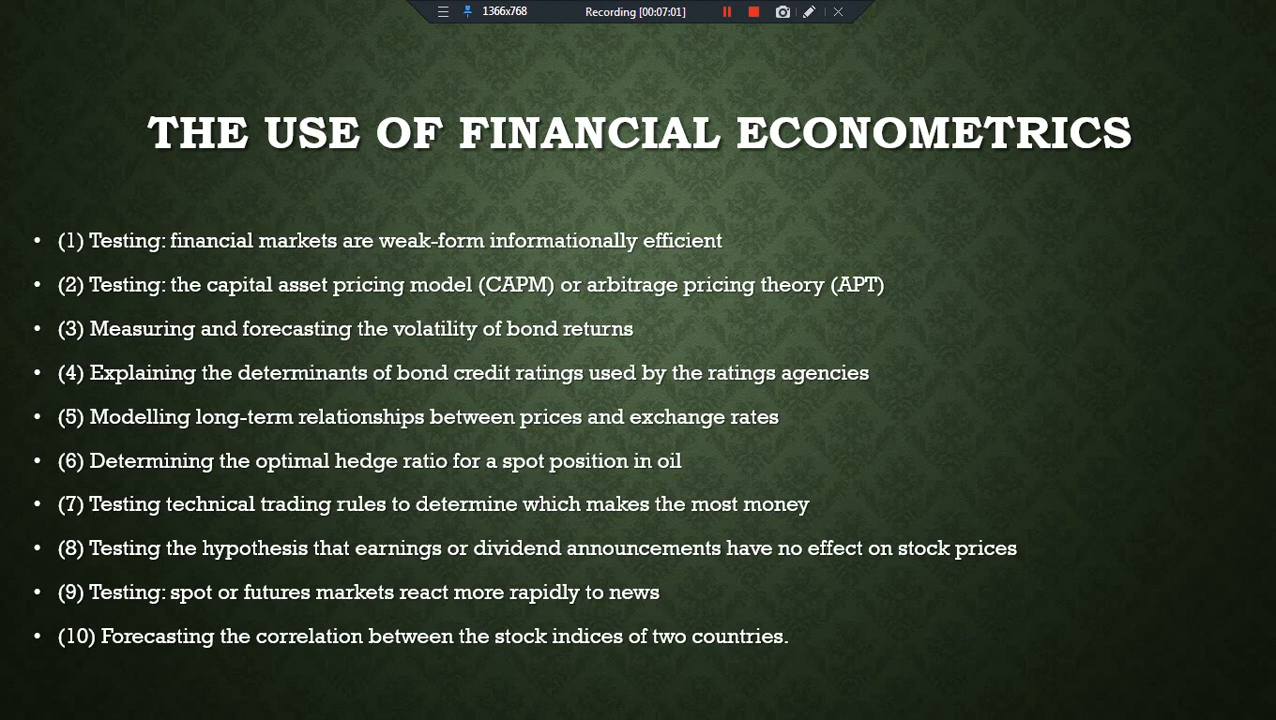 1366x768 Recording [00:07:01]
THE USE OF FINANCIAL ECONOMETRICS
• (1) Testing: financial markets are weak-form informationally efficient
• (2) Testing: the capital asset pricing model (CAPM) or arbitrage pricing theory (APT)
• (3) Measuring and forecasting the volatility of bond returns
• (4) Explaining the determinants of bond credit ratings used by the ratings agencies
• (5) Modelling long-term relationships between prices and exchange rates
• (6) Determining the optimal hedge ratio for a spot position in oil
• (7) Testing technical trading rules to determine which makes the most money
• (8) Testing the hypothesis that earnings or dividend announcements have no effect on stock prices
• (9) Testing: spot or futures markets react more rapidly to news
• (10) Forecasting the correlation between the stock indices of two countries.